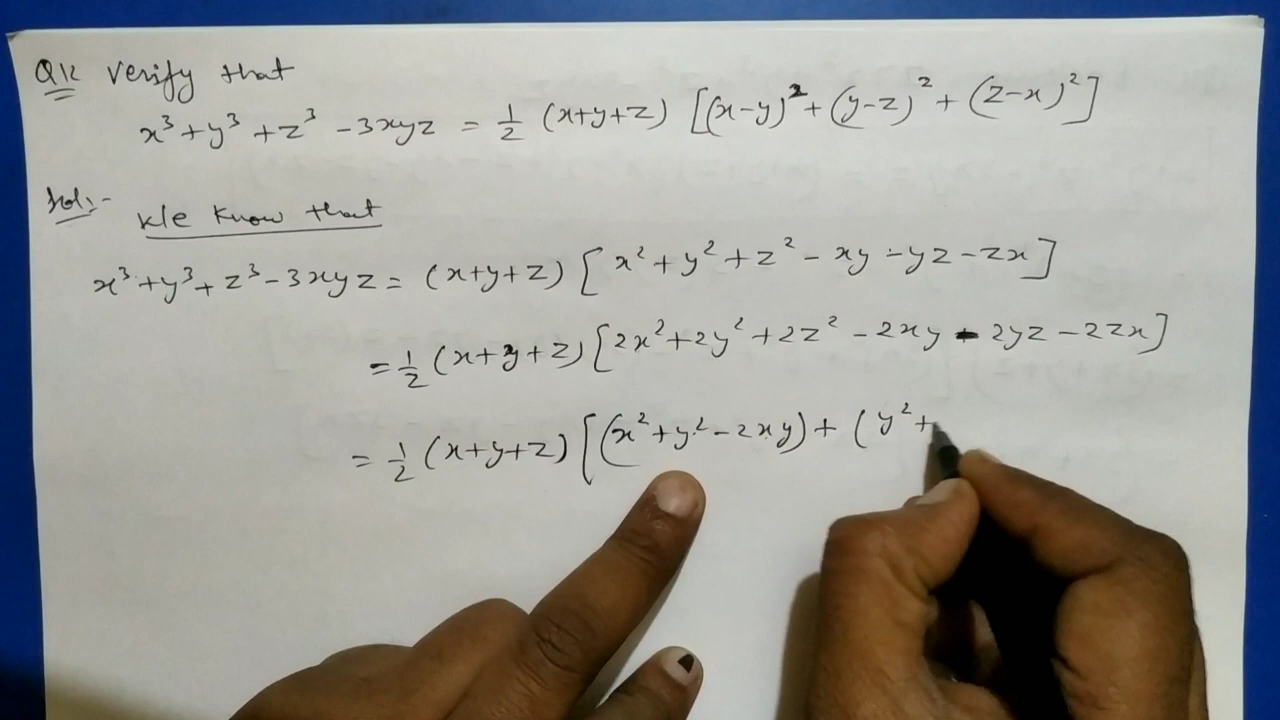 Q12 Verify that
x³ + y³ + z³ - 3xyz = 1/2 (x+y+z) [(x-y)² + (y-z)² + (z-x)²]
Sol:-
We know that
x³ + y³ + z³ - 3xyz = (x+y+z) [x² + y² + z² - xy - yz - zx]
= 1/2 (x+y+z) [2x² + 2y² + 2z² - 2xy - 2yz - 2zx]
= 1/2 (x+y+z) [(x² + y² - 2xy) + (y² +